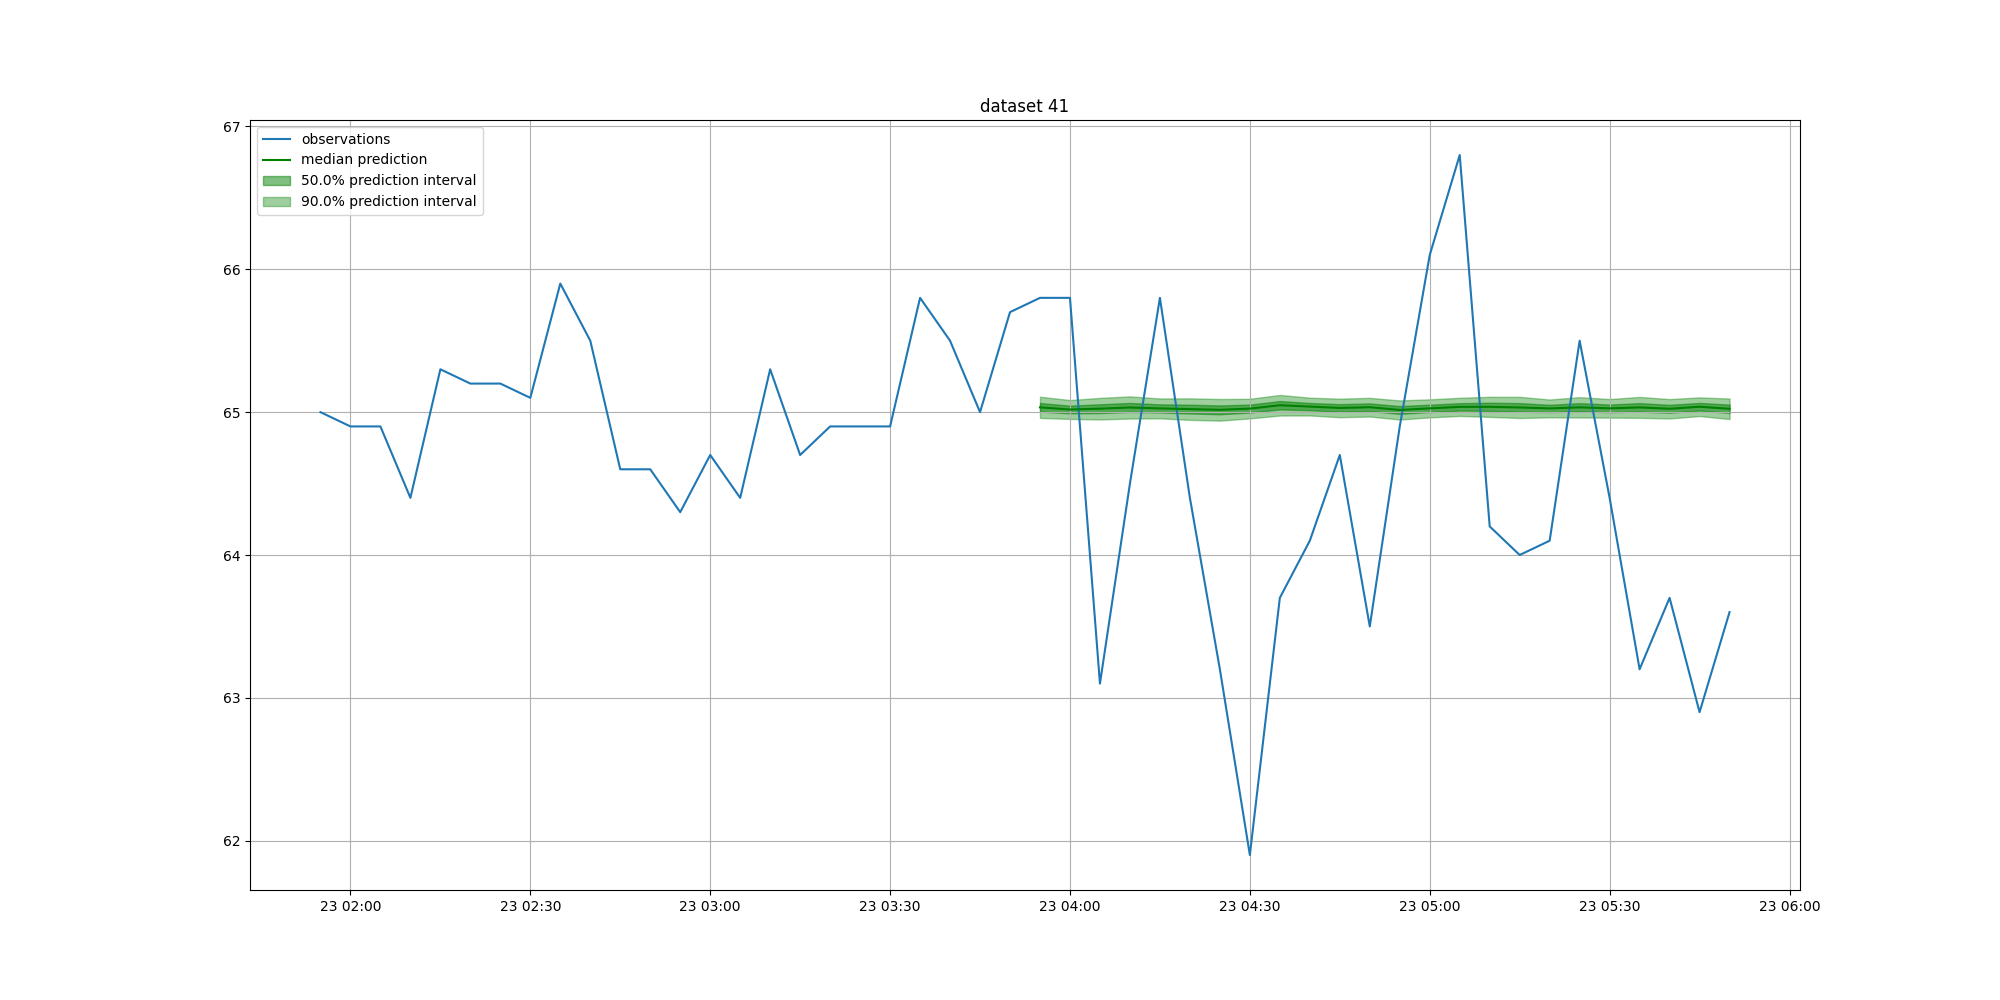 dataset 41
67
observations
median prediction
50.0% prediction interval
90.0% prediction interval
66
65
64
63
62
23 02:00 23 02:30 23 03:00 23 03:30 23 04:00 23 04:30 23 05:00 23 05:30 23 06:00